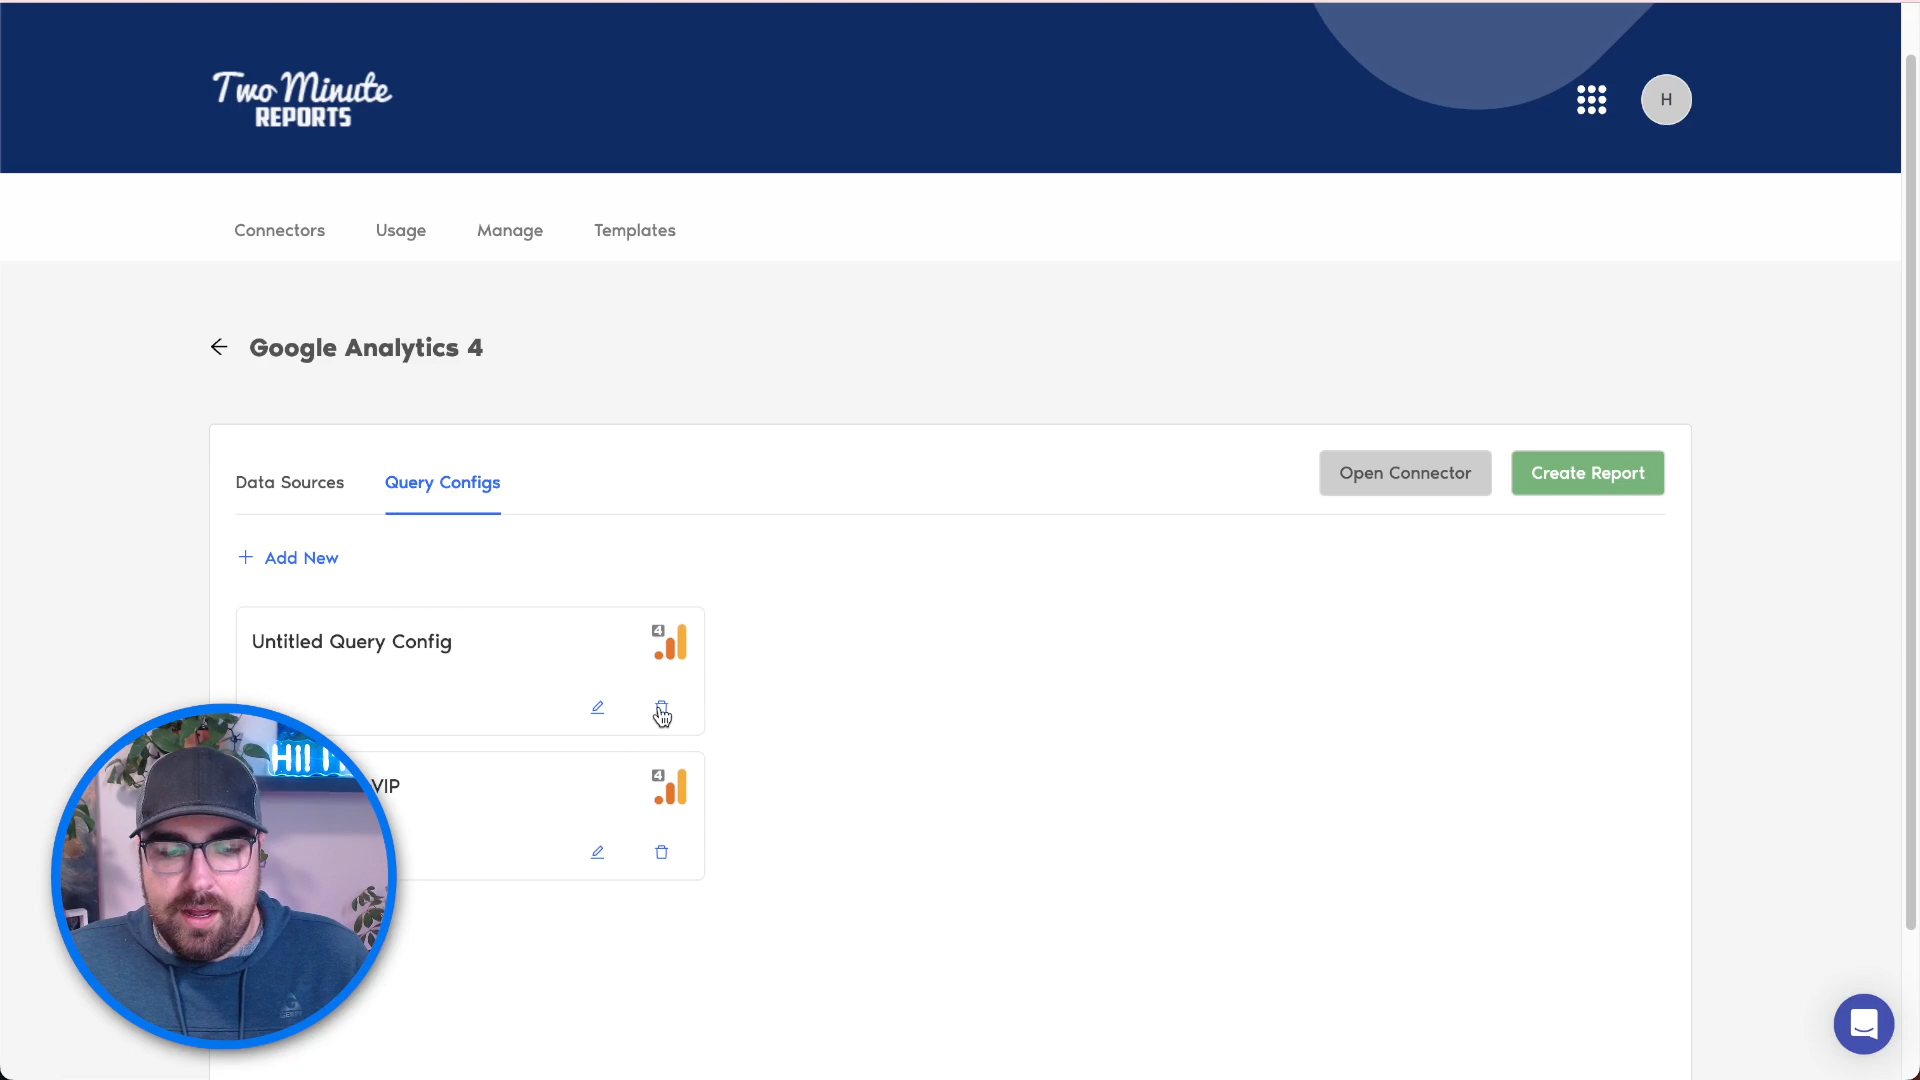 Two Minute
REPORTS
H
Connectors Usage Manage Templates
Google Analytics 4
Data Sources Query Configs
Open Connector Create Report
+ Add New
Untitled Query Config
4
VIP
4
Hi!